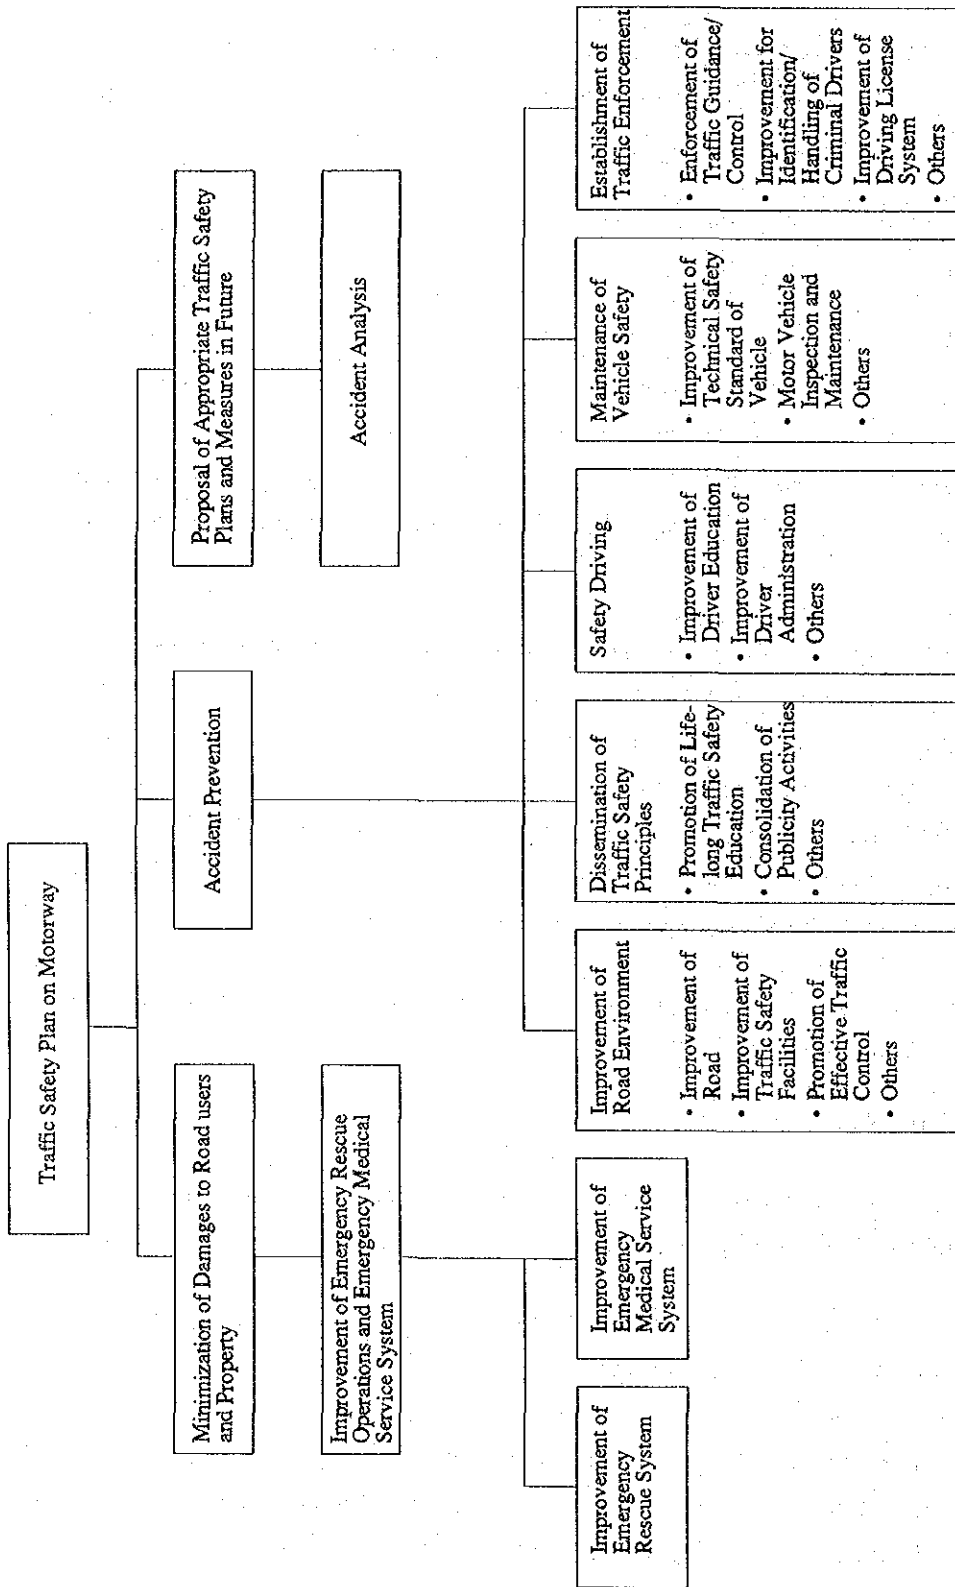 Traffic Safety Plan on Motorway
Minimization of Damages to Road users
and Property
Accident Prevention
Proposal of Appropriate Traffic Safety
Plans and Measures in Future
Improvement of Emergency Rescue
Operations and Emergency Medical
Service System
Accident Analysis
Improvement of
Emergency
Rescue System
Improvement of
Emergency
Medical Service
System
Improvement of
Road Environment
• Improvement of
Road
• Improvement of
Traffic Safety
Facilities
• Promotion of
Effective Traffic
Control
• Others
Dissemination of
Traffic Safety
Principles
• Promotion of Life-
long Traffic Safety
Education
• Consolidation of
Publicity Activities
• Others
Safety Driving
• Improvement of
Driver Education
• Improvement of
Driver
Administration
• Others
Maintenance of
Vehicle Safety
• Improvement of
Technical Safety
Standard of
Vehicle
• Motor Vehicle
Inspection and
Maintenance
• Others
Establishment of
Traffic Enforcement
• Enforcement of
Traffic Guidance/
Control
• Improvement for
Identification/
Handling of
Criminal Drivers
• Improvement of
Driving License
System
• Others